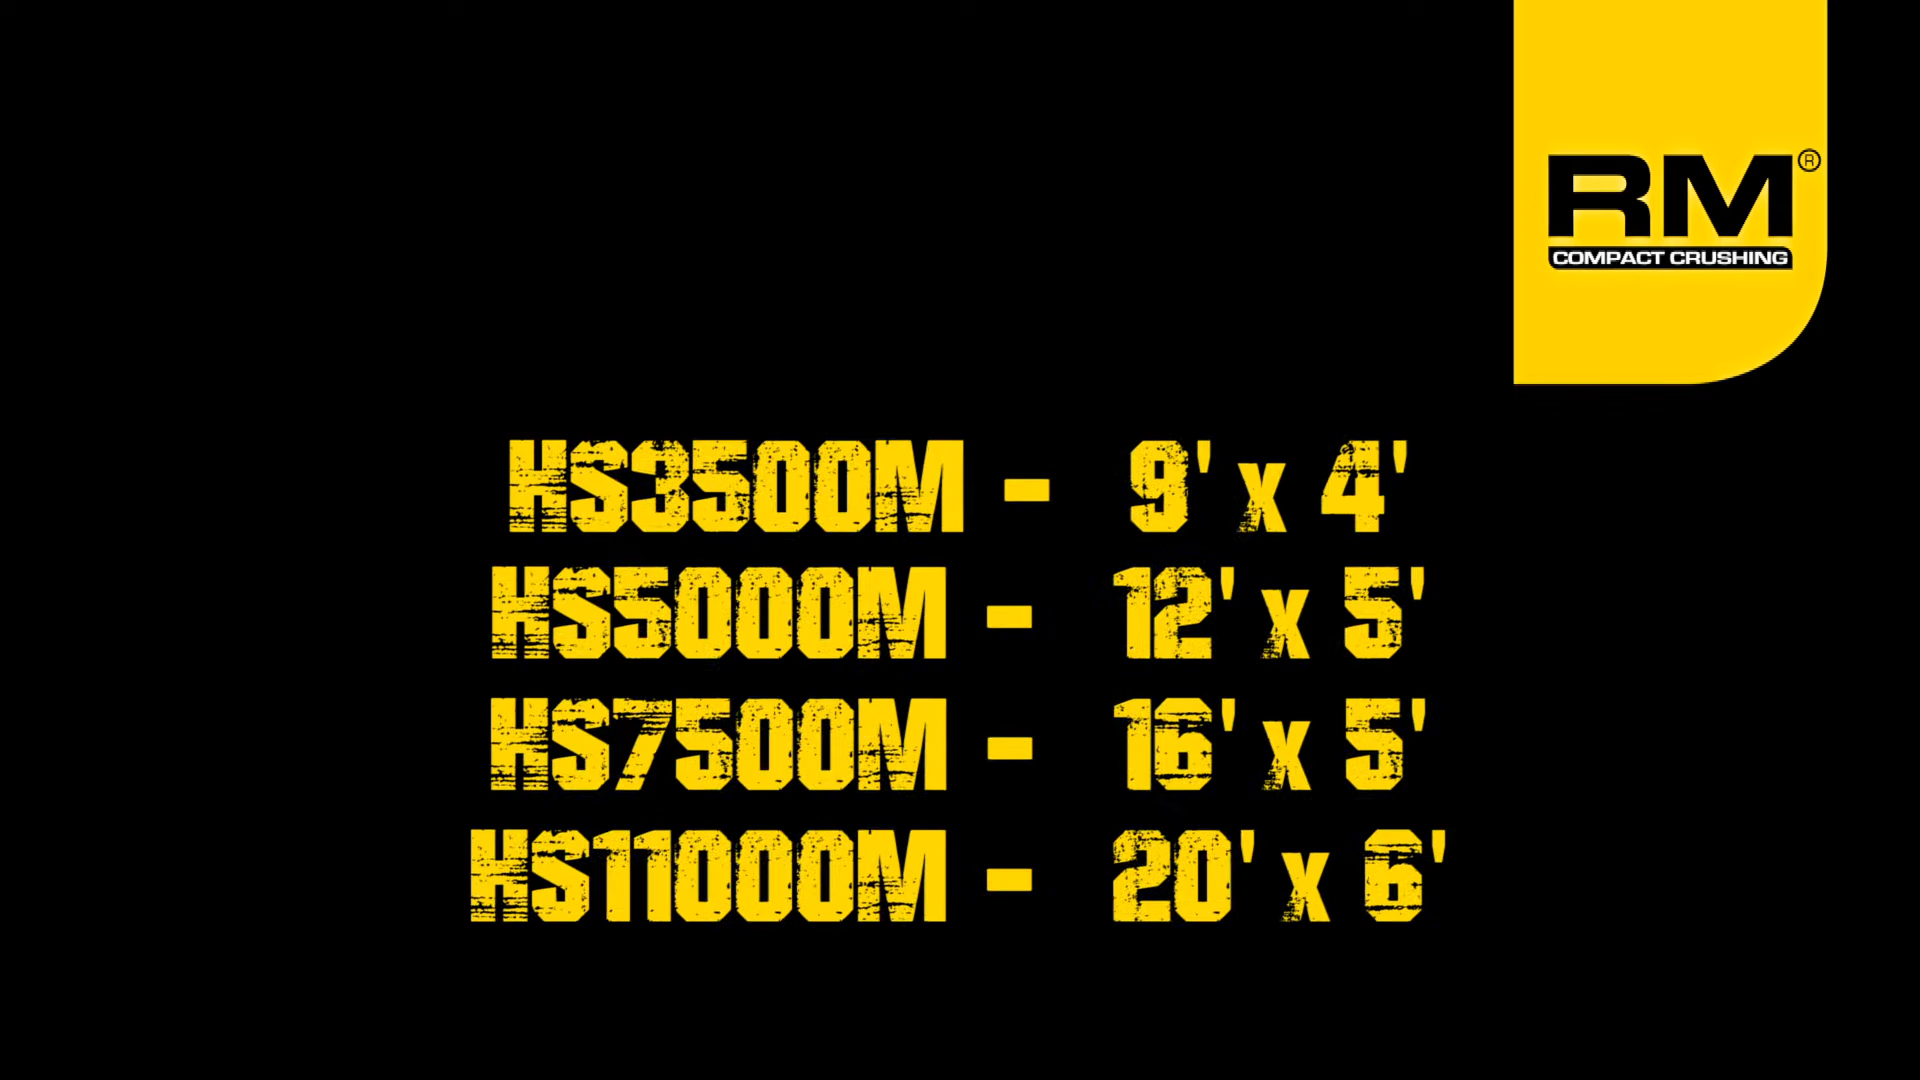 RM®
COMPACT CRUSHING
HS3500M - 9' x 4'
HS5000M - 12' x 5'
HS7500M - 16' x 5'
HS11000M - 20' x 6'